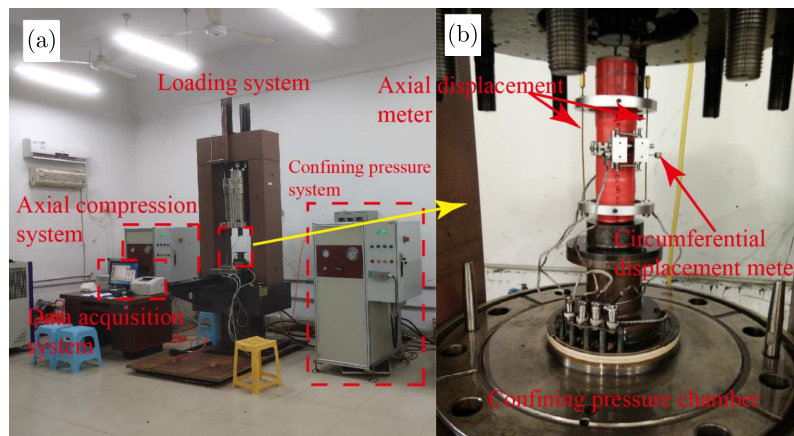 (a)
Loading system
Confining pressure
system
Axial compression
system
Data acquisition
system
(b)
Axial displacement
meter
Circumferential
displacement mete
Confining pressure chamber